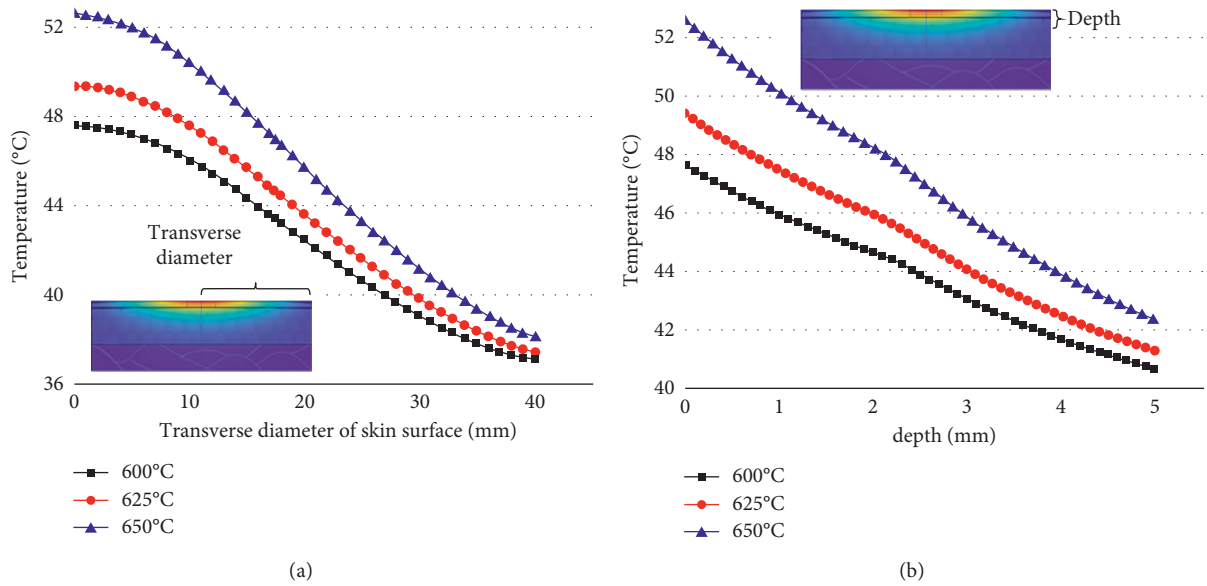 52
48
44
40
36
Temperature (°C)
Transverse
diameter
0
10
20
30
40
Transverse diameter of skin surface (mm)
600°C
625°C
650°C
(a)
52
50
48
46
44
42
40
Temperature (°C)
Depth
0
1
2
3
4
5
depth (mm)
600°C
625°C
650°C
(b)